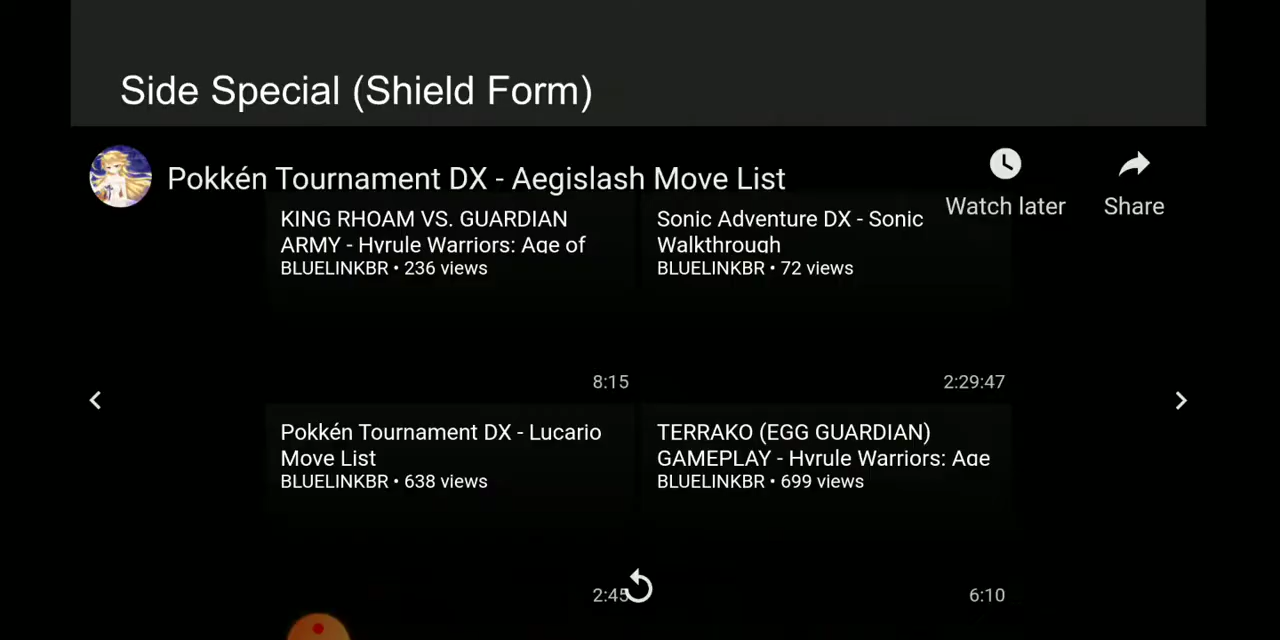 Side Special (Shield Form)
Pokkén Tournament DX - Aegislash Move List
Watch later
Share
KING RHOAM VS. GUARDIAN
ARMY - Hyrule Warriors: Age of
BLUELINKBR • 236 views
Sonic Adventure DX - Sonic
Walkthrough
BLUELINKBR • 72 views
8:15
2:29:47
Pokkén Tournament DX - Lucario
Move List
BLUELINKBR • 638 views
TERRAKO (EGG GUARDIAN)
GAMEPLAY - Hyrule Warriors: Age
BLUELINKBR • 699 views
2:45
6:10